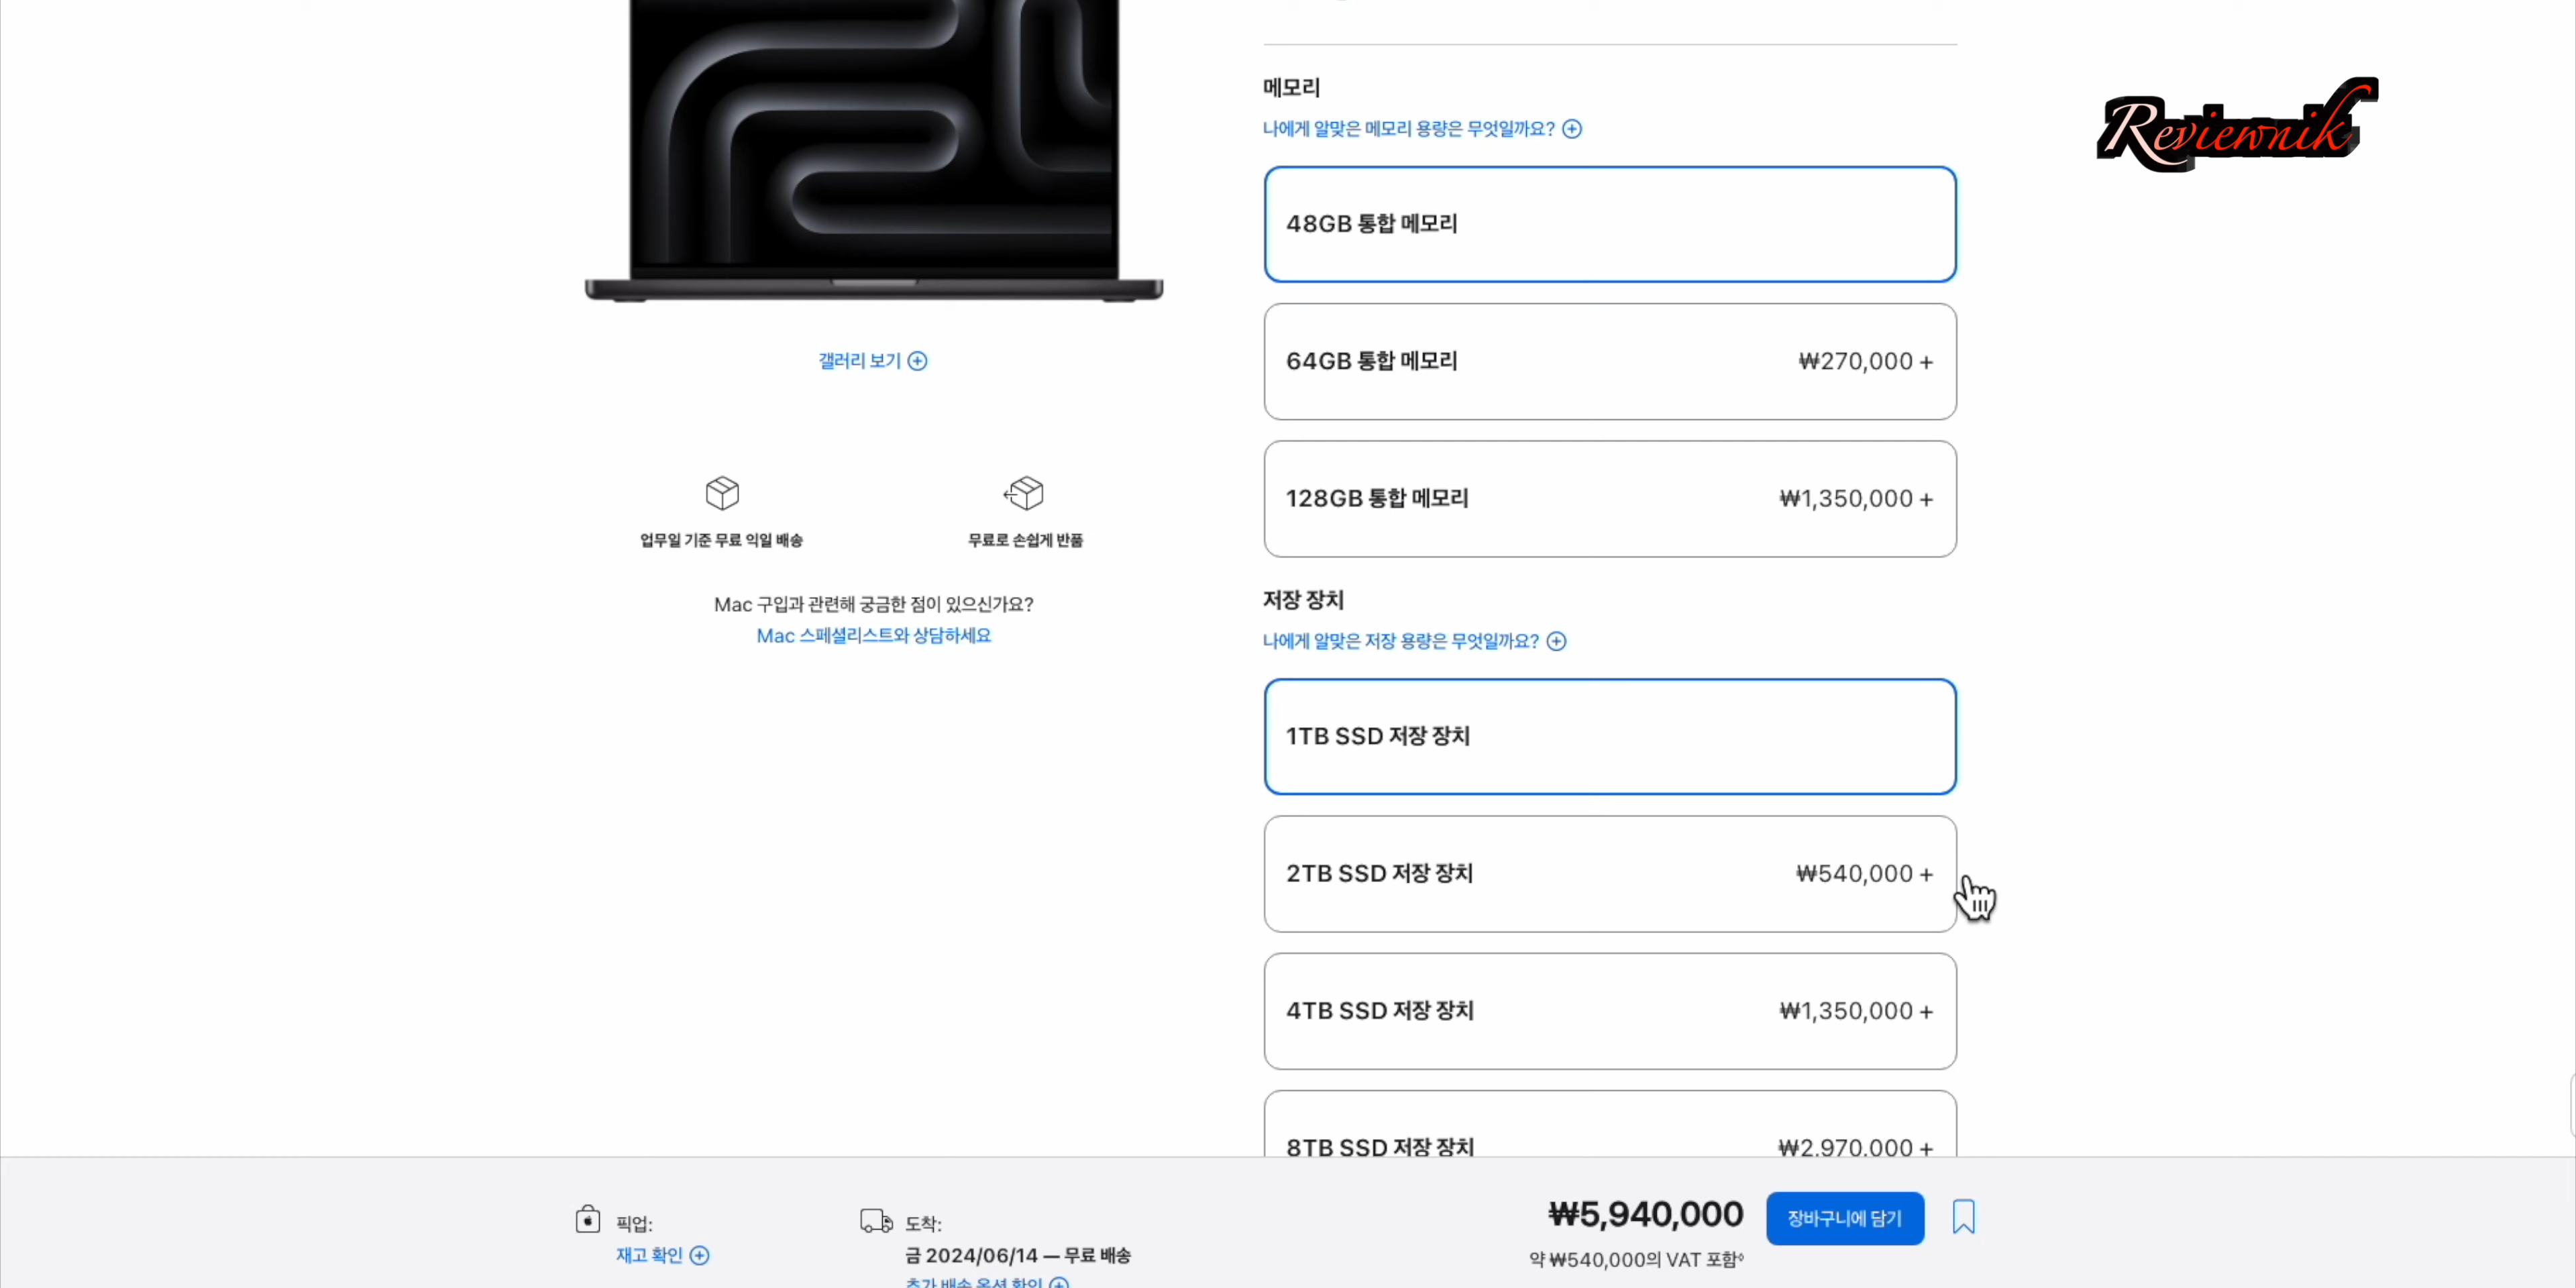 메모리
나에게 알맞은 메모리 용량은 무엇일까요?
Reviewnik
48GB 통합 메모리
64GB 통합 메모리 ₩270,000 +
128GB 통합 메모리 ₩1,350,000 +
갤러리 보기
업무일 기준 무료 익일 배송
무료로 손쉽게 반품
Mac 구입과 관련해 궁금한 점이 있으신가요?
Mac 스페셜리스트와 상담하세요
저장 장치
나에게 알맞은 저장 용량은 무엇일까요?
1TB SSD 저장 장치
2TB SSD 저장 장치 ₩540,000 +
4TB SSD 저장 장치 ₩1,350,000 +
8TB SSD 저장 장치 ₩2,970,000 +
픽업:
재고 확인
도착:
금 2024/06/14 — 무료 배송
추가 배송 옵션 확인
₩5,940,000
약 ₩540,000의 VAT 포함◊
장바구니에 담기